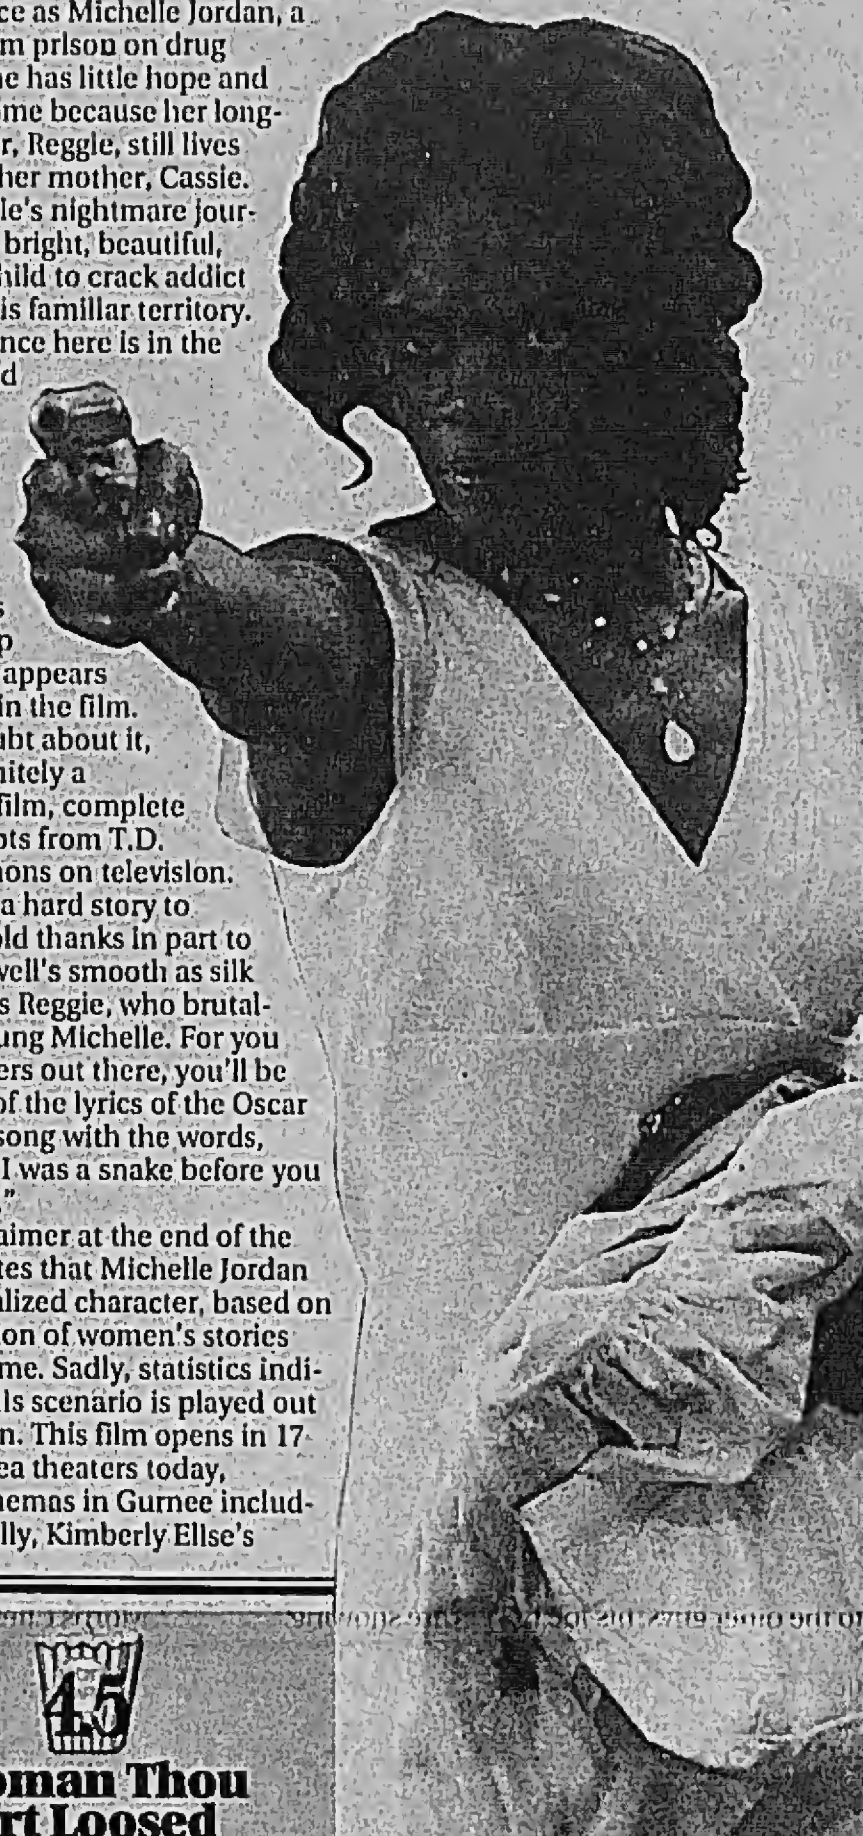 ce as Michelle Jordan, a
m prison on drug
he has little hope and
me because her long-
r, Reggie, still lives
her mother, Cassie.
le's nightmare jour-
bright, beautiful,
hild to crack addict
is familiar territory.
nce here is in the
d
s
p
appears
in the film.
ubt about it,
nitely a
film, complete
pts from T.D.
nons on television.
a hard story to
old thanks in part to
well's smooth as silk
s Reggie, who brutal-
ung Michelle. For you
ers out there, you'll be
of the lyrics of the Oscar
song with the words,
I was a snake before you
."
aimer at the end of the
tes that Michelle Jordan
alized character, based on
ion of women's stories
me. Sadly, statistics indi-
is scenario is played out
n. This film opens in 17
ea theaters today,
nemas in Gurnee includ-
lly, Kimberly Elise's
4.5
oman Thou
rt Loosed